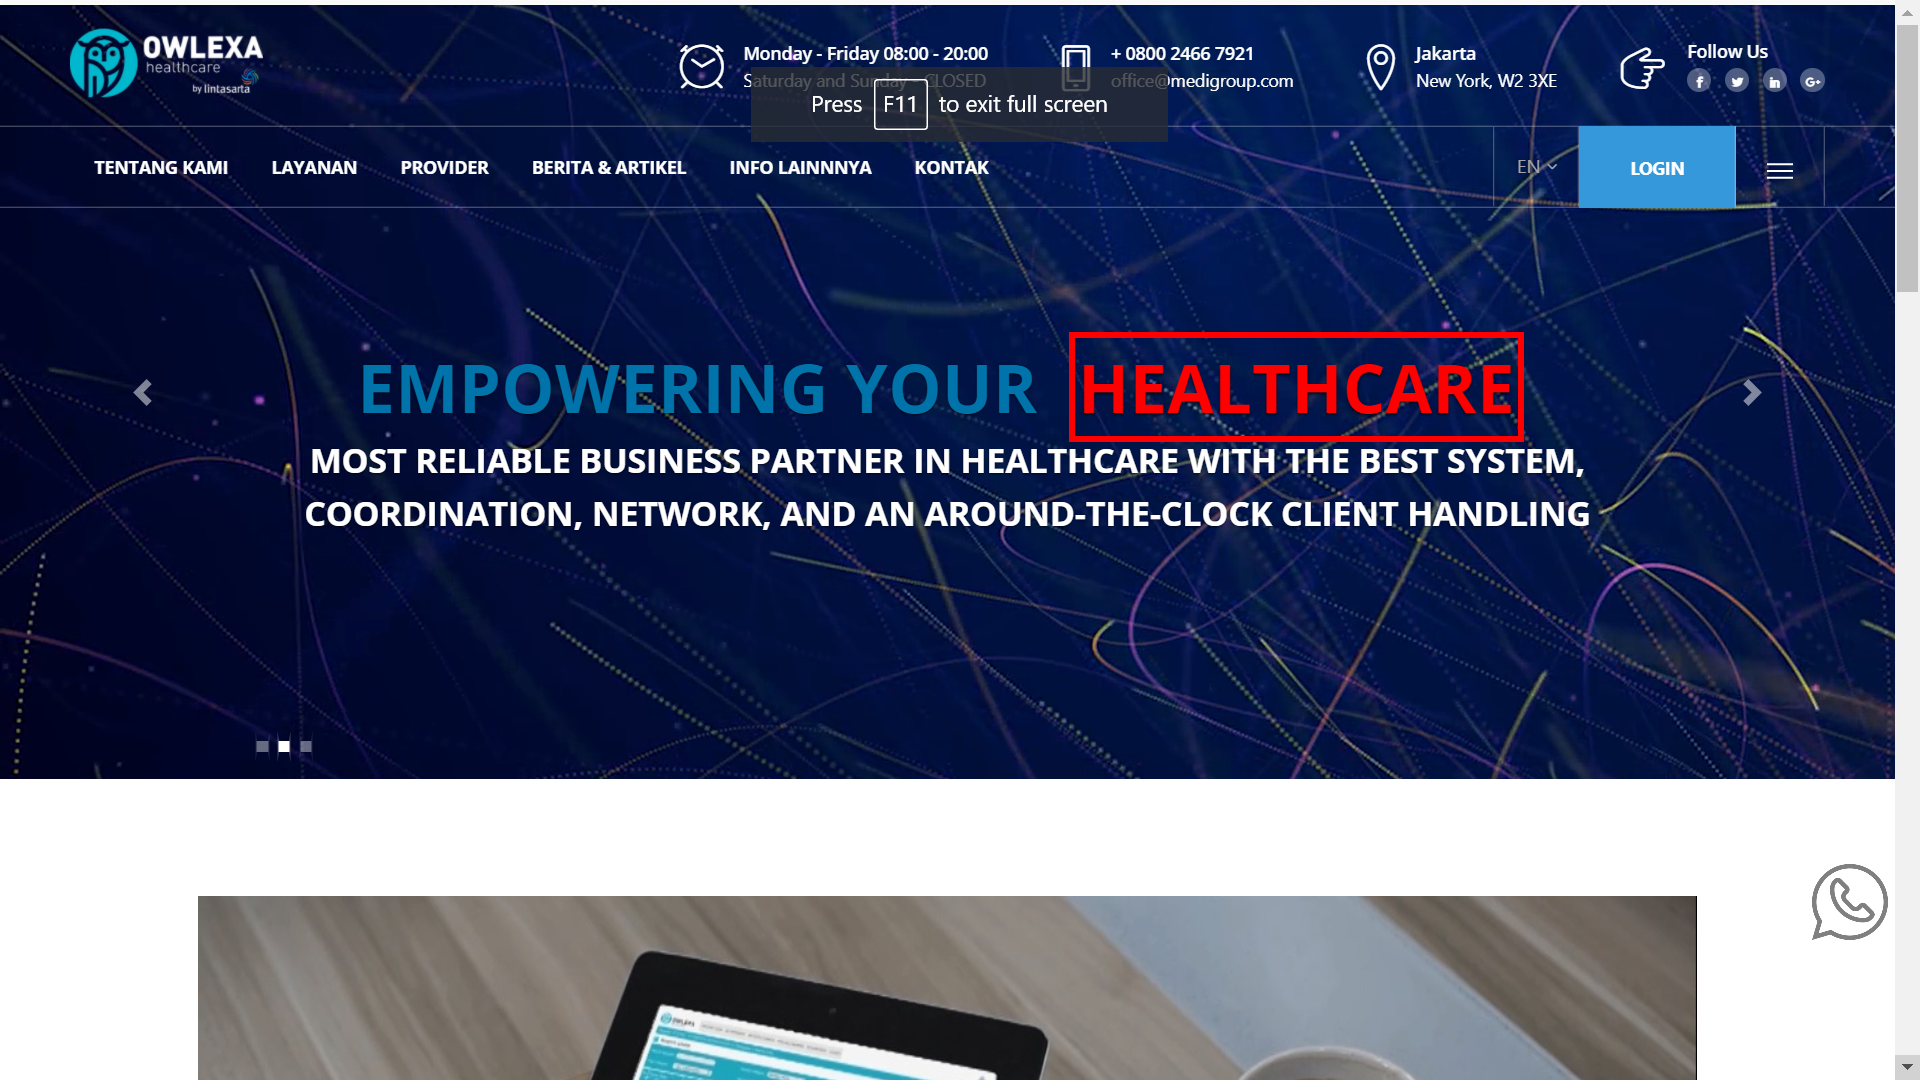 OWLEXA
healthcare
by lintasarta
Monday - Friday 08:00 - 20:00
Saturday and Sunday - CLOSED
+ 0800 2466 7921
office@medigroup.com
Jakarta
New York, W2 3XE
Follow Us
Press F11 to exit full screen
TENTANG KAMI LAYANAN PROVIDER BERITA & ARTIKEL INFO LAINNNYA KONTAK
EN
LOGIN
EMPOWERING YOUR HEALTHCARE
MOST RELIABLE BUSINESS PARTNER IN HEALTHCARE WITH THE BEST SYSTEM,
COORDINATION, NETWORK, AND AN AROUND-THE-CLOCK CLIENT HANDLING
OWLEXA